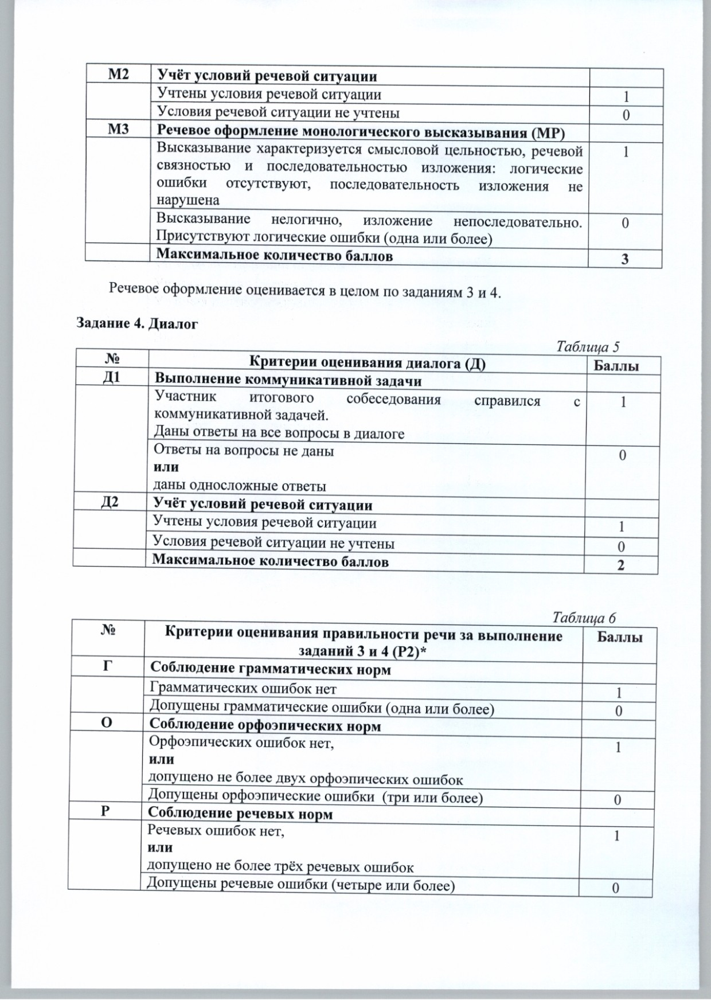 М2 Учёт условий речевой ситуации
Учтены условия речевой ситуации 1
Условия речевой ситуации не учтены 0
М3 Речевое оформление монологического высказывания (МР)
Высказывание характеризуется смысловой цельностью, речевой 1
связностью и последовательностью изложения: логические
ошибки отсутствуют, последовательность изложения не
нарушена
Высказывание нелогично, изложение непоследовательно. 0
Присутствуют логические ошибки (одна или более)
Максимальное количество баллов 3
Речевое оформление оценивается в целом по заданиям 3 и 4.
Задание 4. Диалог
Таблица 5
№ Критерии оценивания диалога (Д) Баллы
Д1 Выполнение коммуникативной задачи
Участник итогового собеседования справился с 1
коммуникативной задачей.
Даны ответы на все вопросы в диалоге
Ответы на вопросы не даны 0
или
даны односложные ответы
Д2 Учёт условий речевой ситуации
Учтены условия речевой ситуации 1
Условия речевой ситуации не учтены 0
Максимальное количество баллов 2
Таблица 6
№ Критерии оценивания правильности речи за выполнение Баллы
заданий 3 и 4 (Р2)*
Г Соблюдение грамматических норм
Грамматических ошибок нет 1
Допущены грамматические ошибки (одна или более) 0
О Соблюдение орфоэпических норм
Орфоэпических ошибок нет, 1
или
допущено не более двух орфоэпических ошибок
Допущены орфоэпические ошибки (три или более) 0
Р Соблюдение речевых норм
Речевых ошибок нет, 1
или
допущено не более трёх речевых ошибок
Допущены речевые ошибки (четыре или более) 0